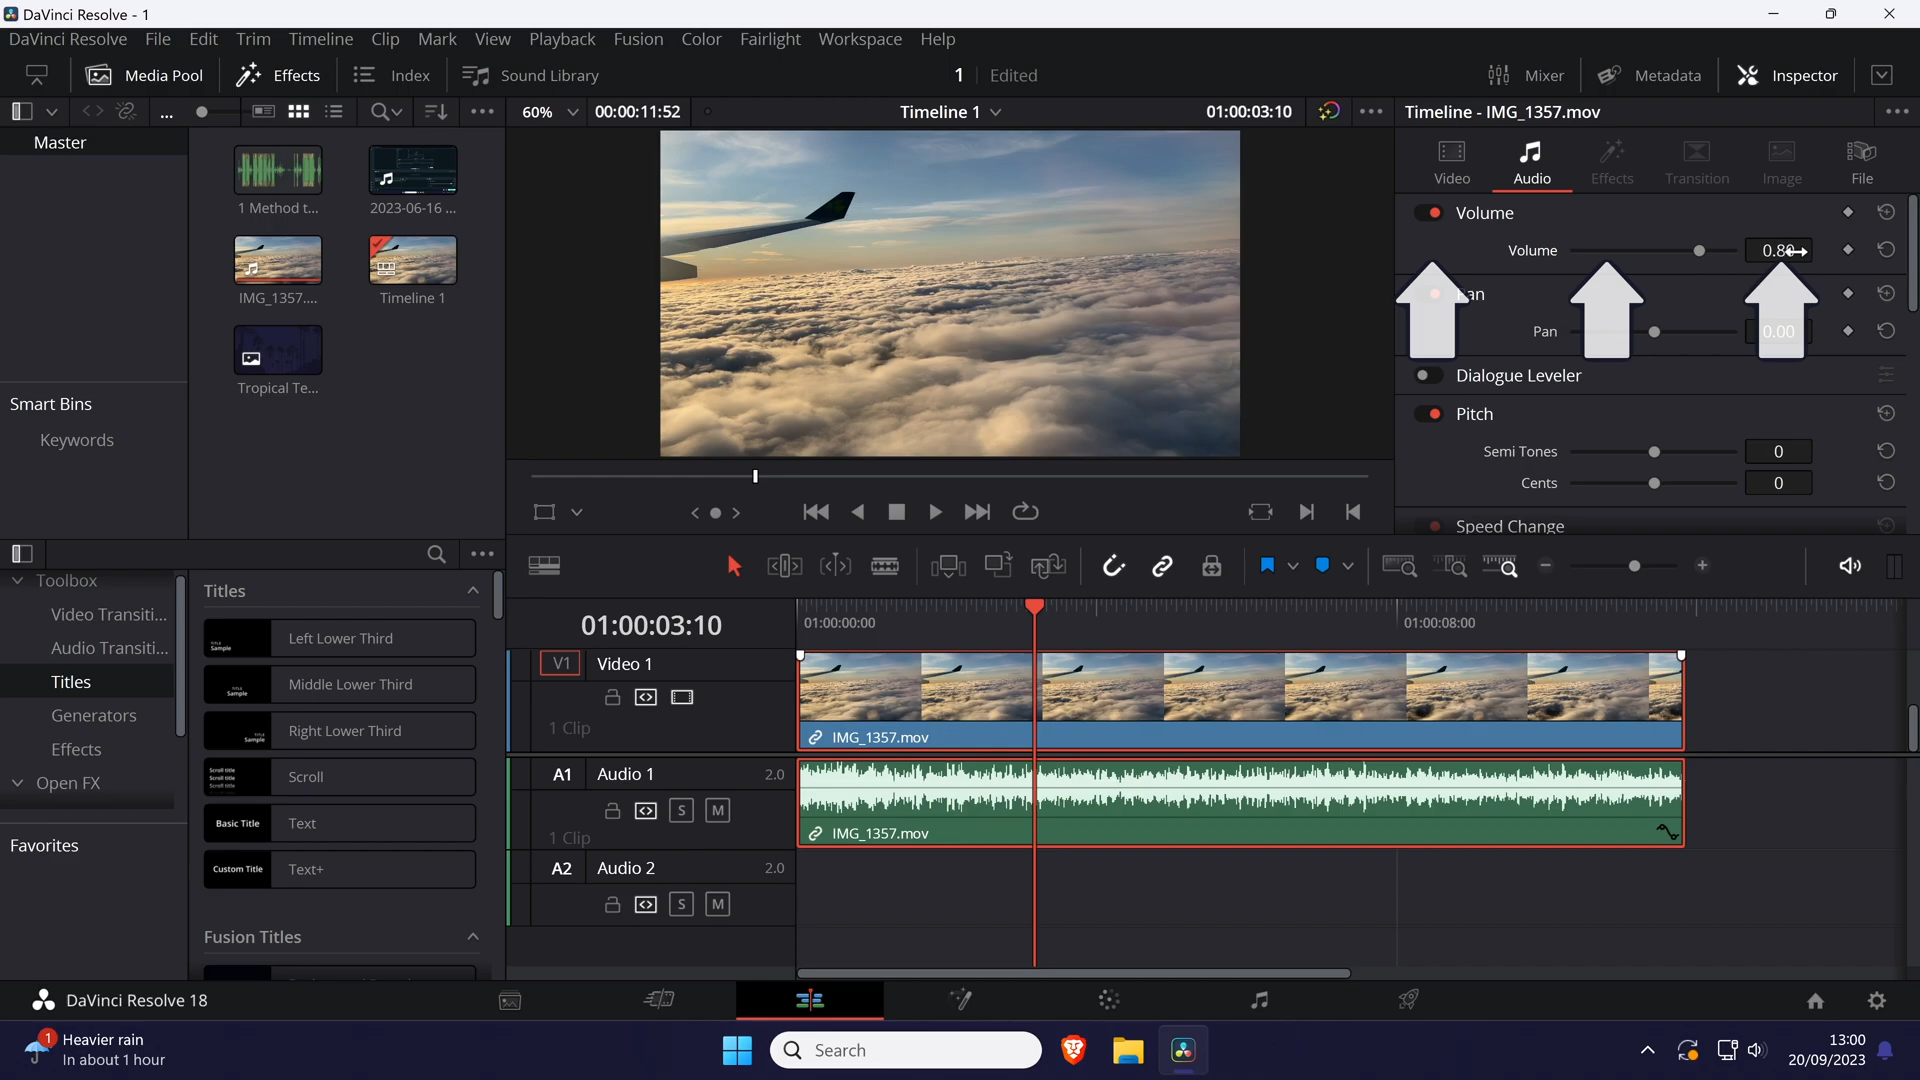 DaVinci Resolve - 1
DaVinci Resolve File Edit Trim Timeline Clip Mark View Playback Fusion Color Fairlight Workspace Help
Media Pool Effects Index Sound Library 1 Edited Mixer Metadata Inspector
... 60% 00:00:11:52 Timeline 1 01:00:03:10 Timeline - IMG_1357.mov
Master
1 Method t...
2023-06-16 ...
IMG_1357....
Timeline 1
Tropical Te...
Smart Bins
Keywords
Video Audio Effects Transition Image File
Volume
Volume
Pan 0.00
Dialogue Leveler
Pitch
Semi Tones 0
Cents 0
Speed Change
Toolbox
Video Transiti...
Audio Transiti...
Titles
Generators
Effects
Open FX
Favorites
Titles
Left Lower Third
Middle Lower Third
Right Lower Third
Scroll
Basic Title Text
Custom Title Text+
Fusion Titles
01:00:03:10 01:00:00:00 01:00:08:00
V1 Video 1
1 Clip
IMG_1357.mov
A1 Audio 1 2.0
S M
1 Clip
IMG_1357.mov
A2 Audio 2 2.0
S M
DaVinci Resolve 18
1 Heavier rain
In about 1 hour
Search
13:00
20/09/2023